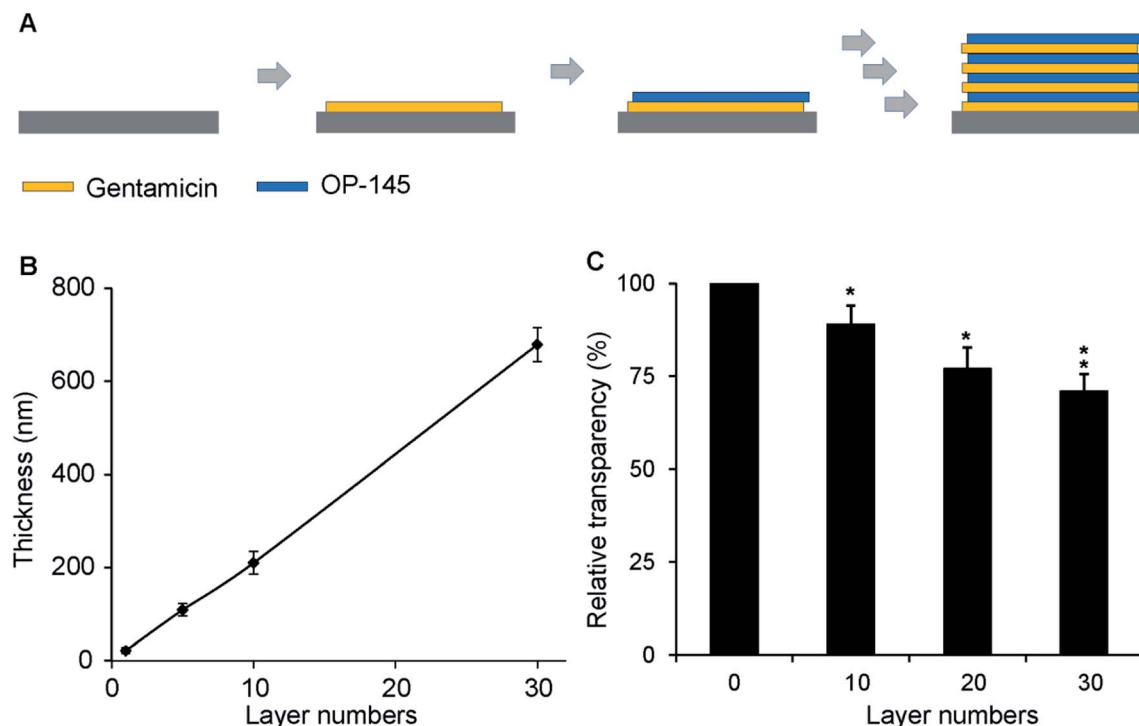 A
Gentamicin
OP-145
B
800
600
400
200
0
Thickness (nm)
0
10
20
30
Layer numbers
C
100
75
50
25
0
Relative transparency (%)
*
*
*
*
0
10
20
30
Layer numbers